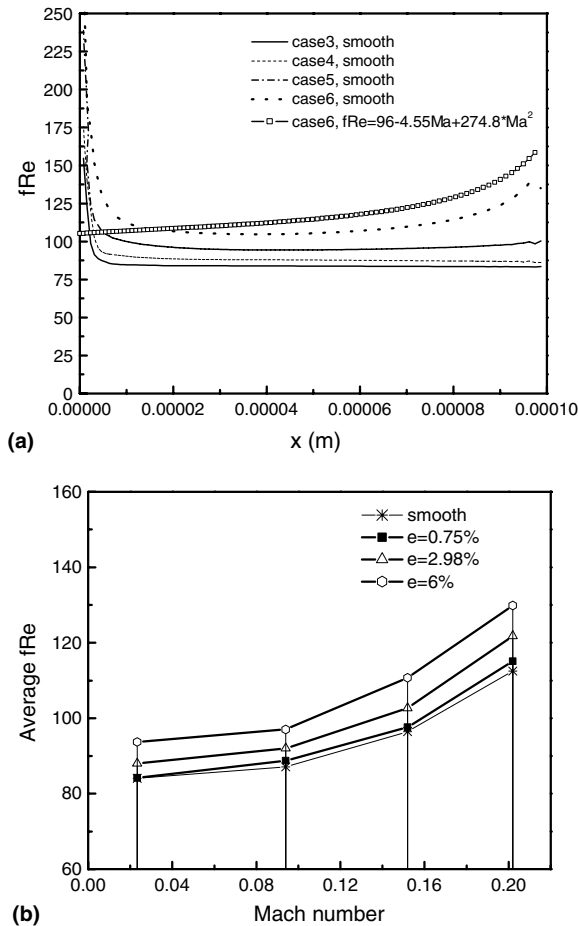 250
225
200
175
150
125
100
75
50
25
0
fRe
case3, smooth
case4, smooth
case5, smooth
case6, smooth
case6, fRe=96-4.55Ma+274.8*Ma²
0.00000 0.00002 0.00004 0.00006 0.00008 0.00010
(a)
x (m)
160
140
120
100
80
60
Average fRe
smooth
e=0.75%
e=2.98%
e=6%
0.00 0.04 0.08 0.12 0.16 0.20
(b)
Mach number